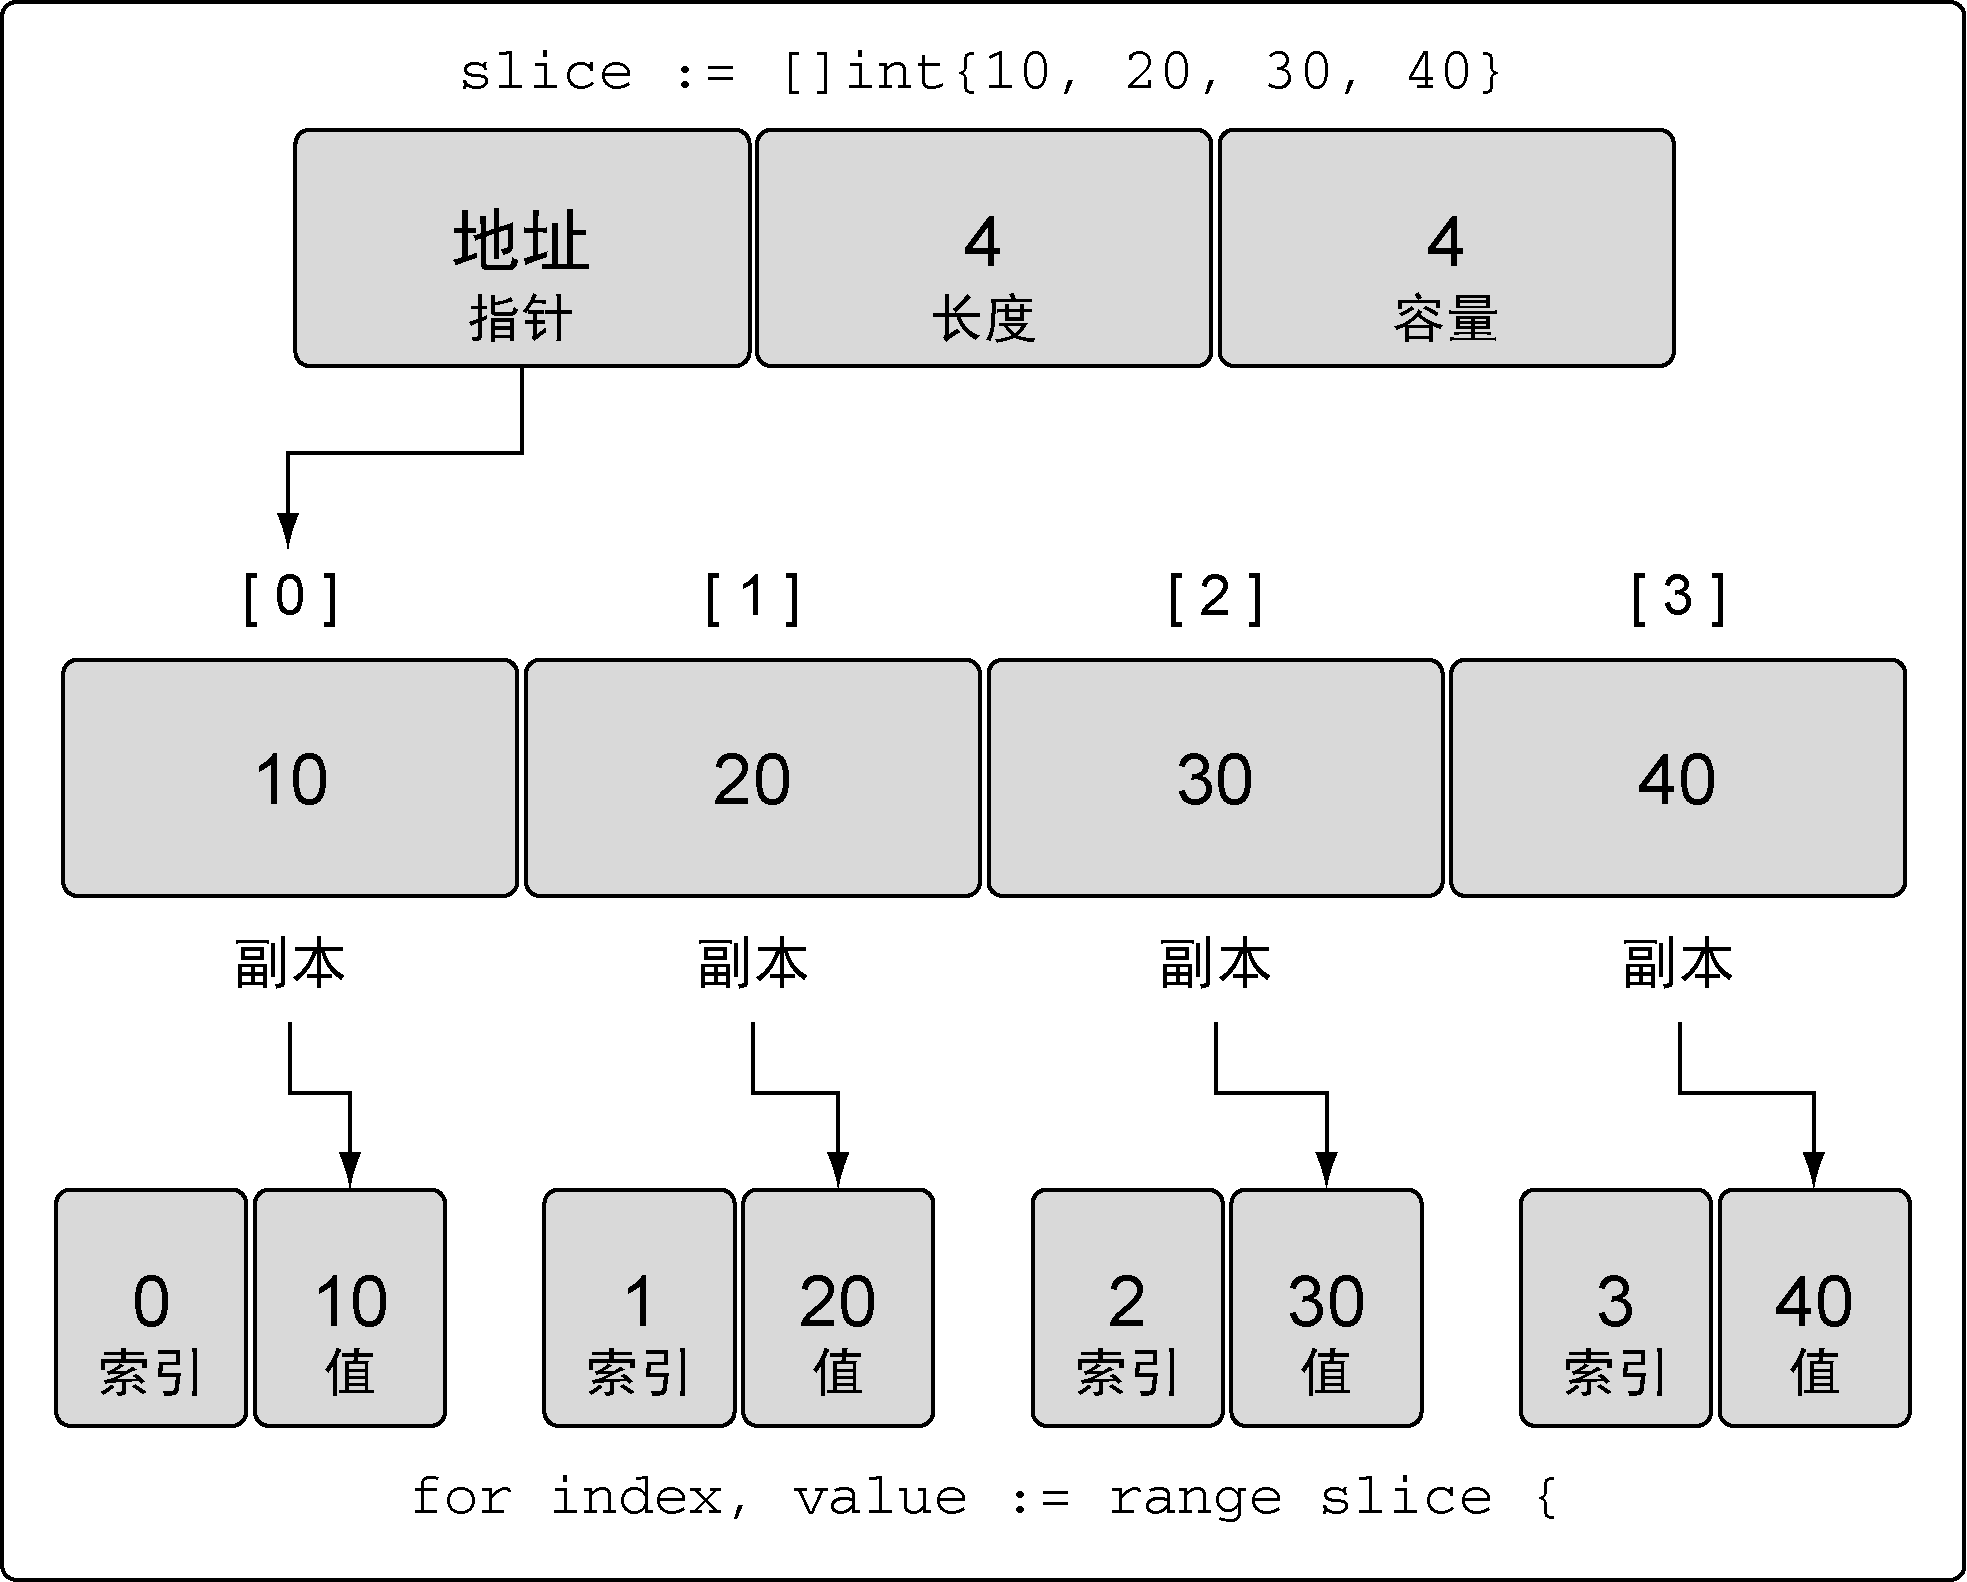 slice := []int{10, 20, 30, 40}
地址 4 4
指针 长度 容量
[0] [1] [2] [3]
10 20 30 40
副本 副本 副本 副本
0 10 1 20 2 30 3 40
索引 值 索引 值 索引 值 索引 值
for index, value := range slice {